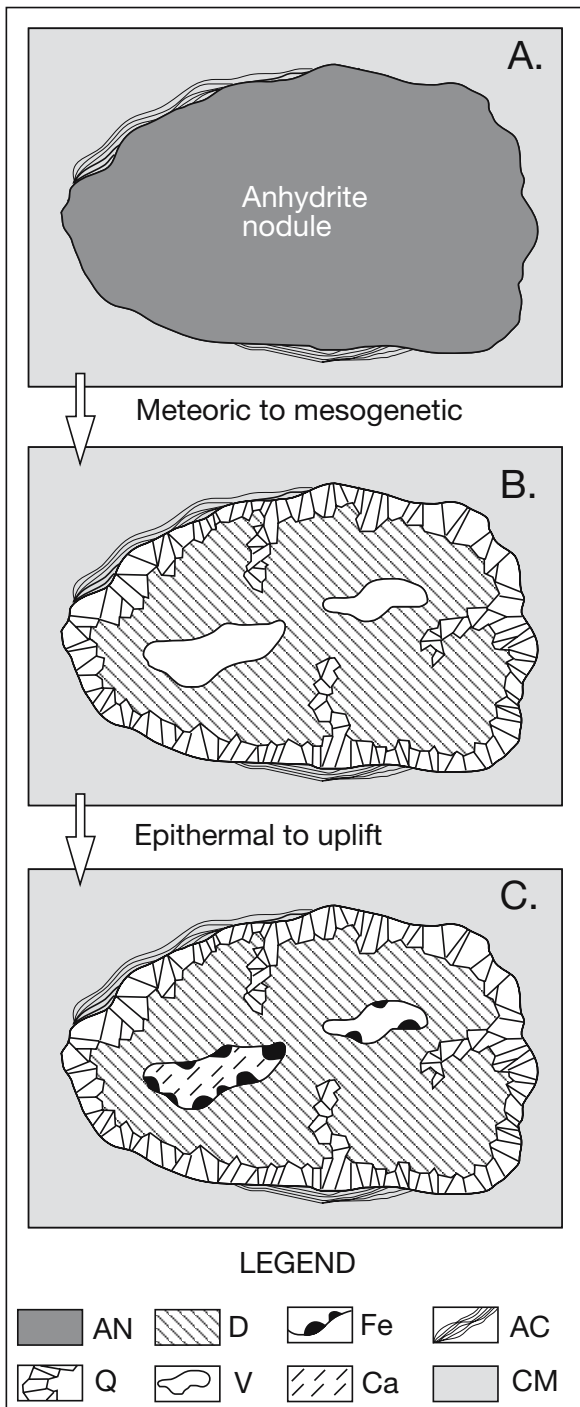 A.
Anhydrite
nodule
Meteoric to mesogenetic
B.
Epithermal to uplift
C.
LEGEND
AN D Fe AC
Q V Ca CM